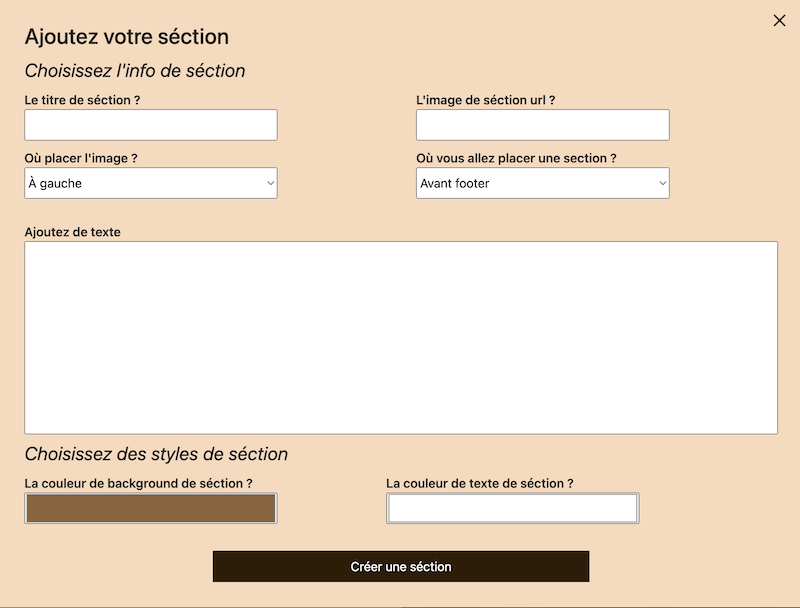 Ajoutez votre séction
Choisissez l'info de séction
Le titre de séction ?
L'image de séction url ?
Où placer l'image ?
Où vous allez placer une section ?
À gauche
Avant footer
Ajoutez de texte
Choisissez des styles de séction
La couleur de background de séction ?
La couleur de texte de séction ?
Créer une séction